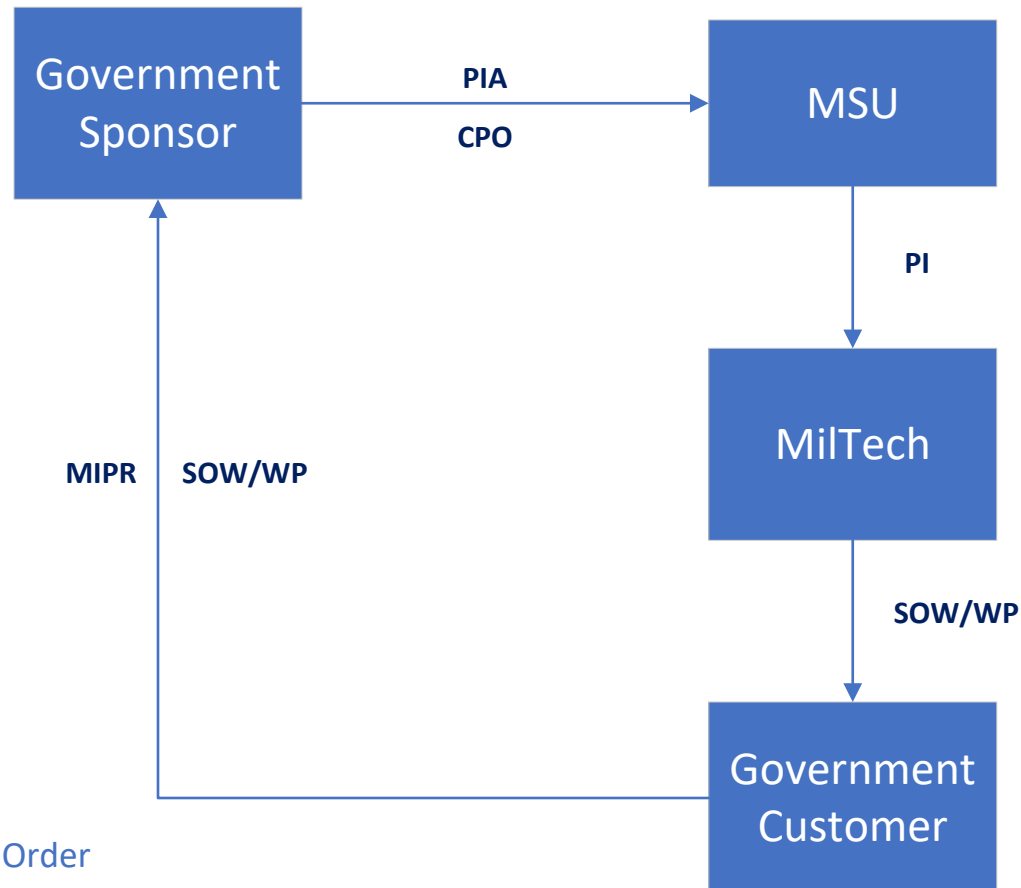 Government
Sponsor
PIA
CPO
MSU
PI
MilTech
MIPR
SOW/WP
SOW/WP
Government
Customer
Order